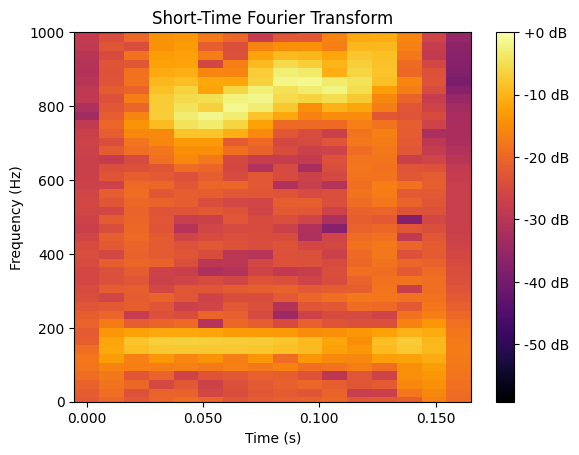 Short-Time Fourier Transform
1000
800
600
400
200
0
Frequency (Hz)
0.000
0.050
0.100
0.150
Time (s)
+0 dB
-10 dB
-20 dB
-30 dB
-40 dB
-50 dB